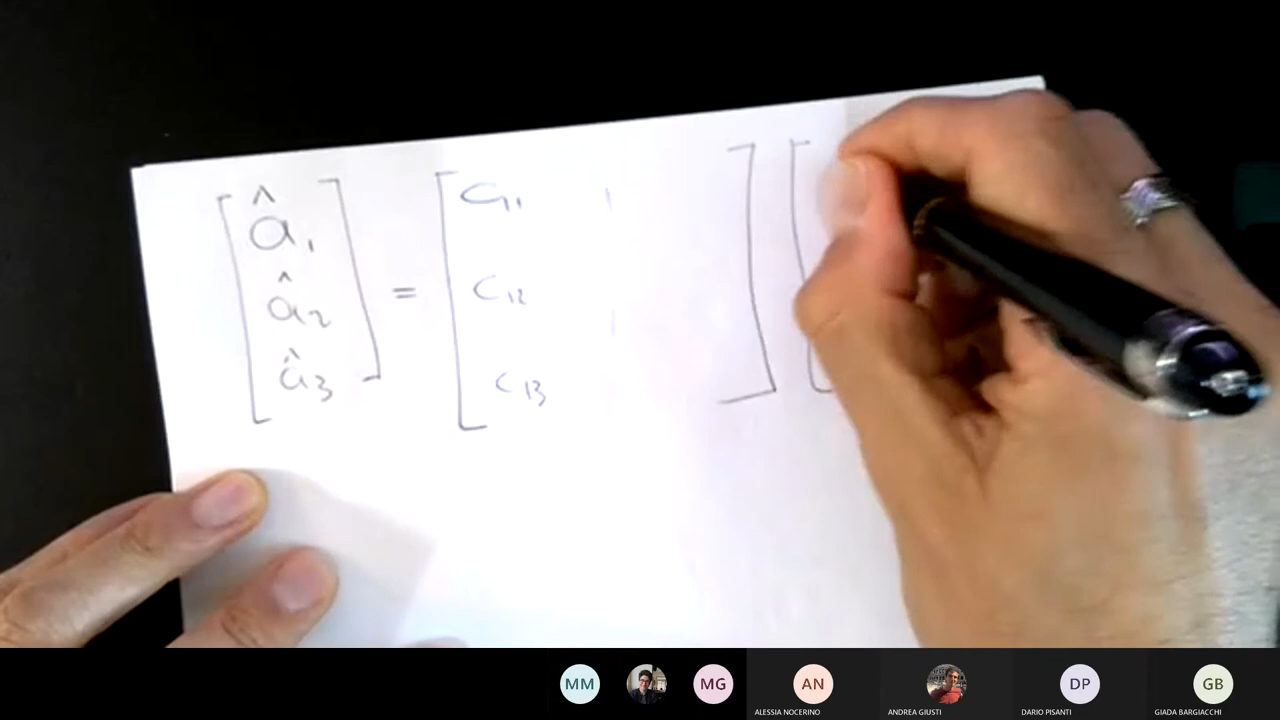 â₁ = C₁₁
â₂ C₁₂
â₃ C₁₃
MM MG AN DP GB
ALESSIA NOCERINO ANDREA GIUSTI DARIO PISANTI GIADA BARGIACCHI